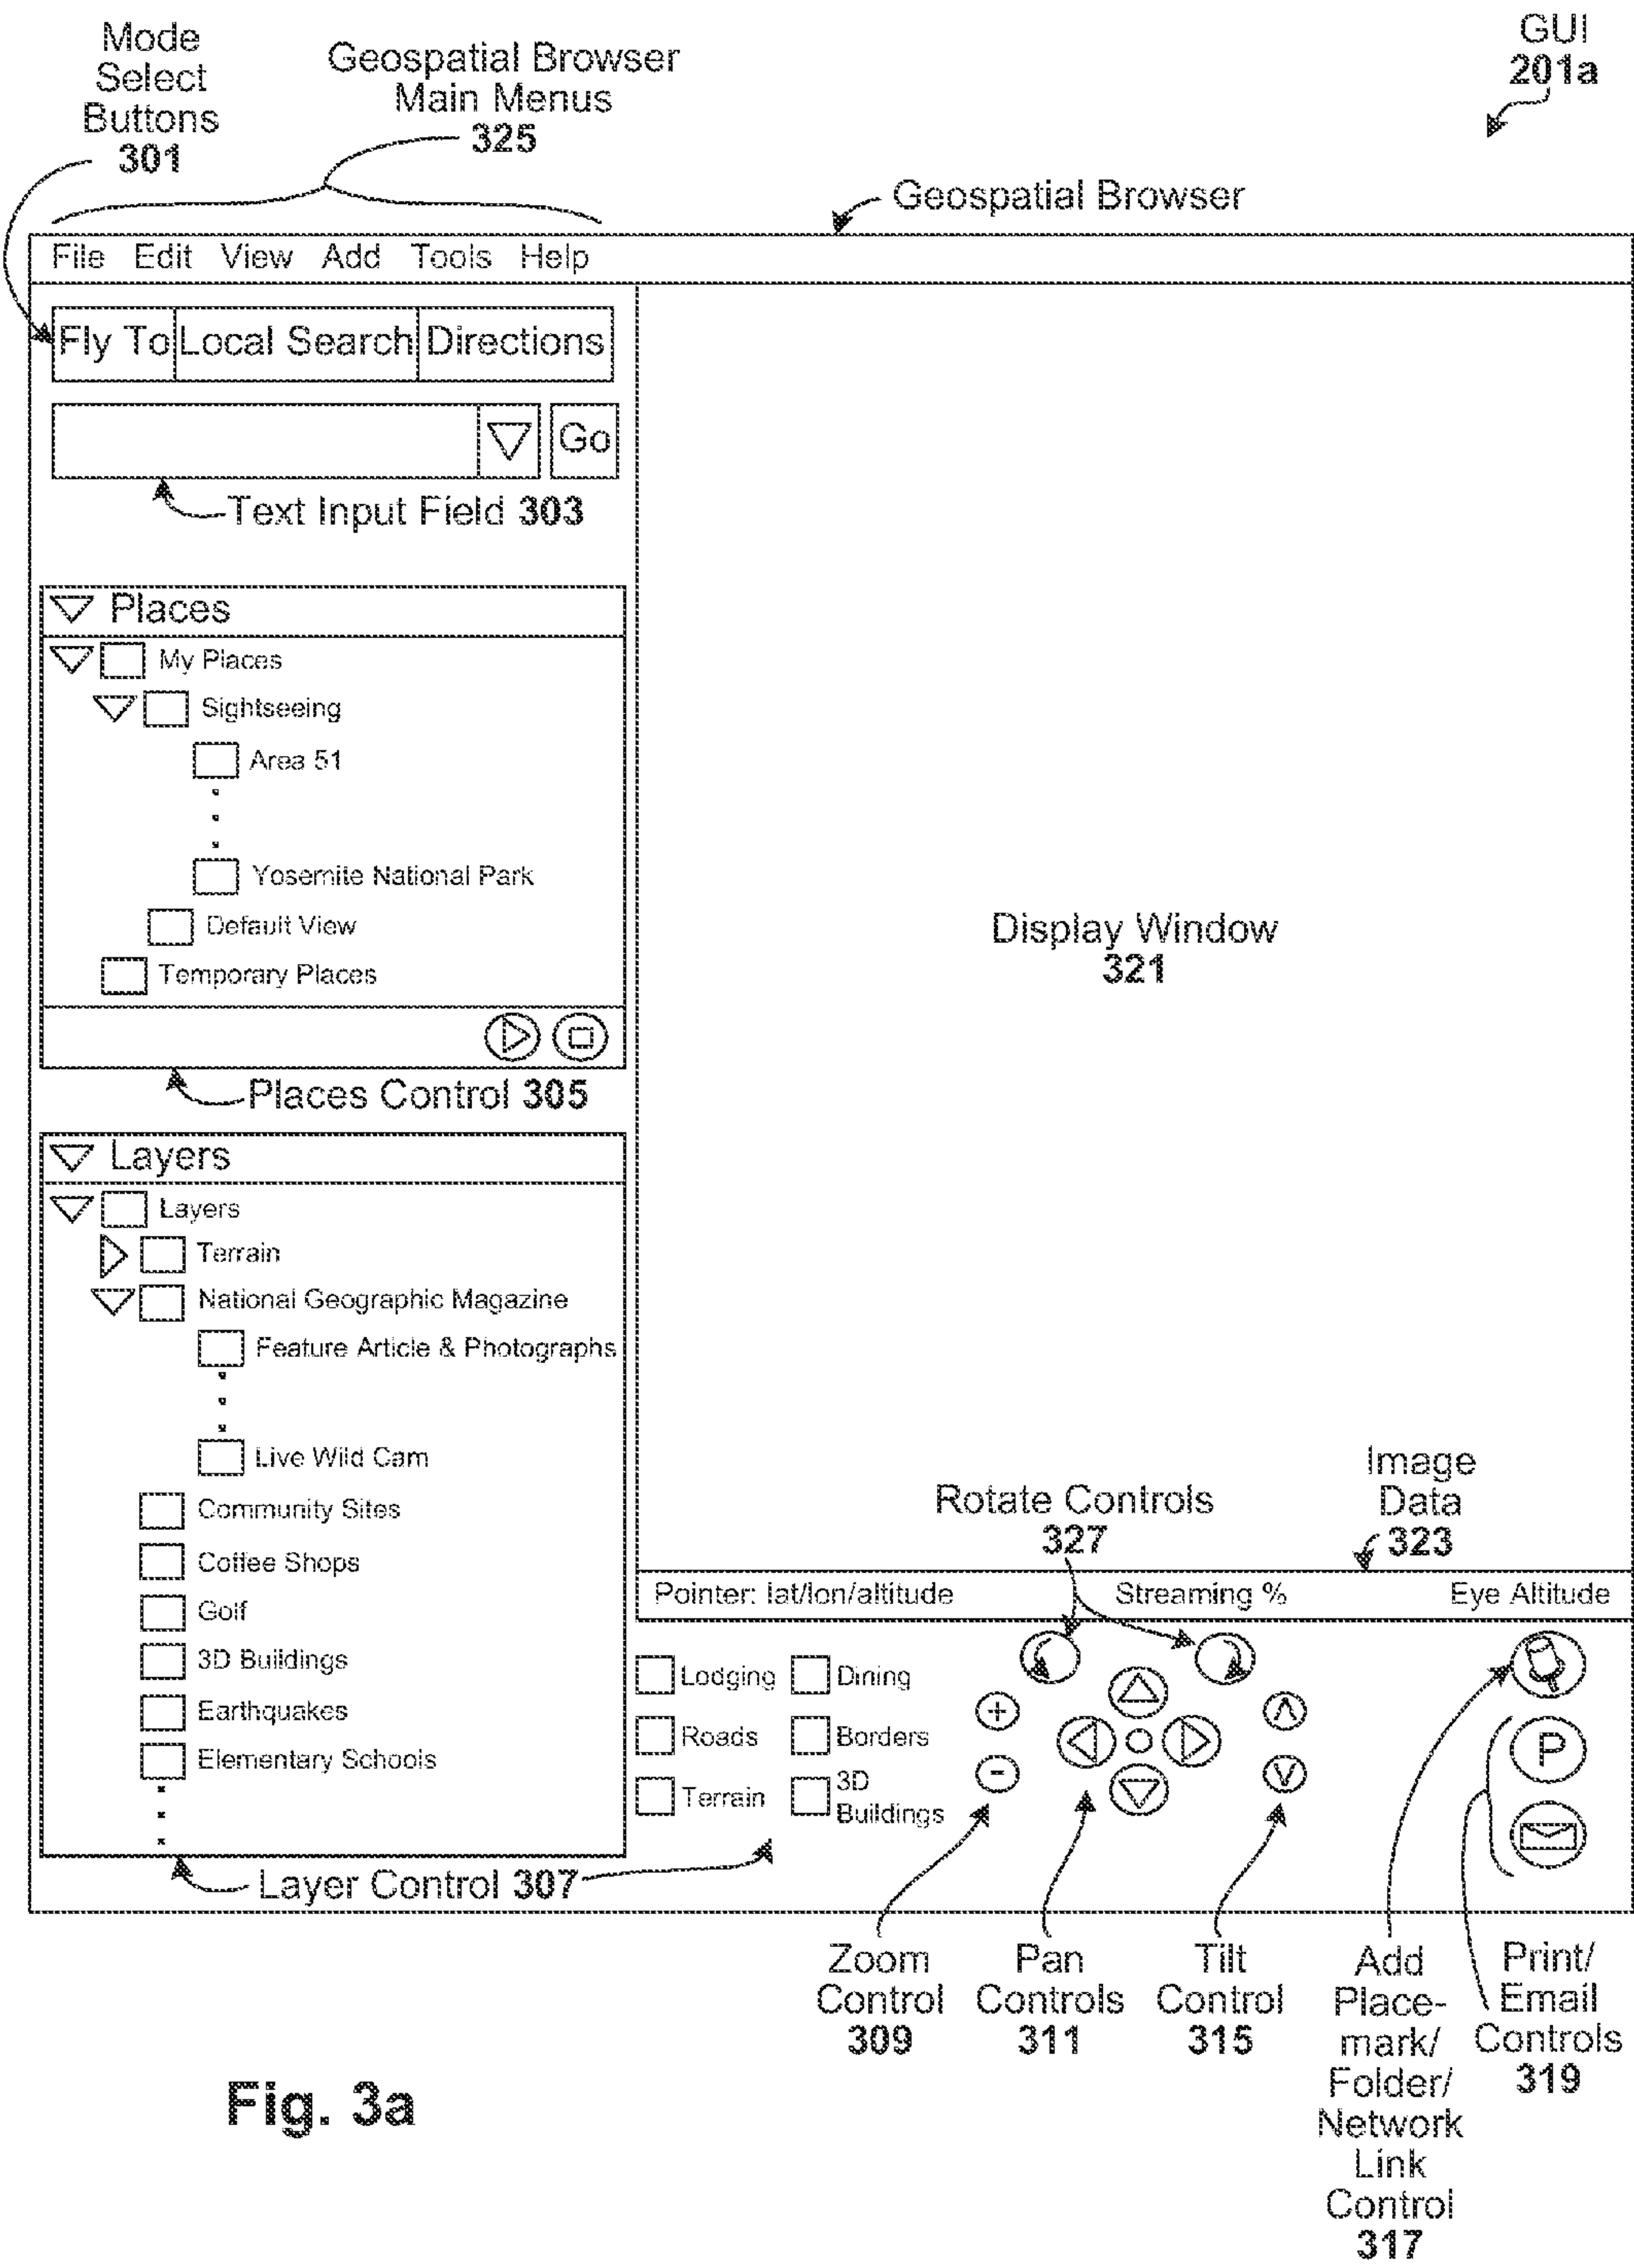 Mode
Select
Buttons
301
Geospatial Browser
Main Menus
325
GUI
201a
Geospatial Browser
File Edit View Add Tools Help
Fly To Local Search Directions
Go
Text Input Field 303
Places
My Places
Sightseeing
Area 51
Yosemite National Park
Default View
Temporary Places
Places Control 305
Layers
Layers
Terrain
National Geographic Magazine
Feature Article & Photographs
Live Wild Cam
Community Sites
Coffee Shops
Golf
3D Buildings
Earthquakes
Elementary Schools
Layer Control 307
Display Window
321
Rotate Controls
327
Image
Data
323
Pointer: lat/lon/altitude Streaming % Eye Altitude
Lodging Dining
Roads Borders
Terrain 3D
Buildings
+
-
Λ
V
P
Zoom
Control
309
Pan
Controls
311
Tilt
Control
315
Add
Place-
mark/
Folder/
Network
Link
Control
317
Print/
Email
Controls
319
Fig. 3a